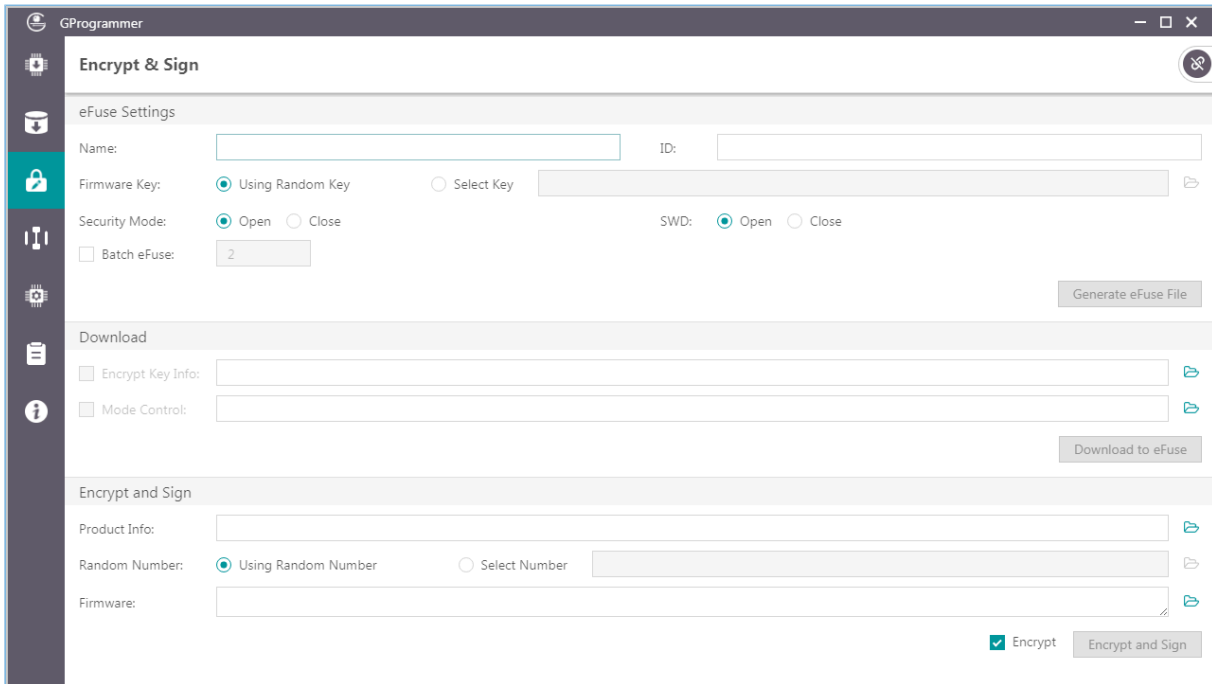 GProgrammer
Encrypt & Sign
eFuse Settings
Name: ID:
Firmware Key: Using Random Key Select Key
Security Mode: Open Close SWD: Open Close
Batch eFuse: 2
Generate eFuse File
Download
Encrypt Key Info:
Mode Control:
Download to eFuse
Encrypt and Sign
Product Info:
Random Number: Using Random Number Select Number
Firmware:
Encrypt Encrypt and Sign